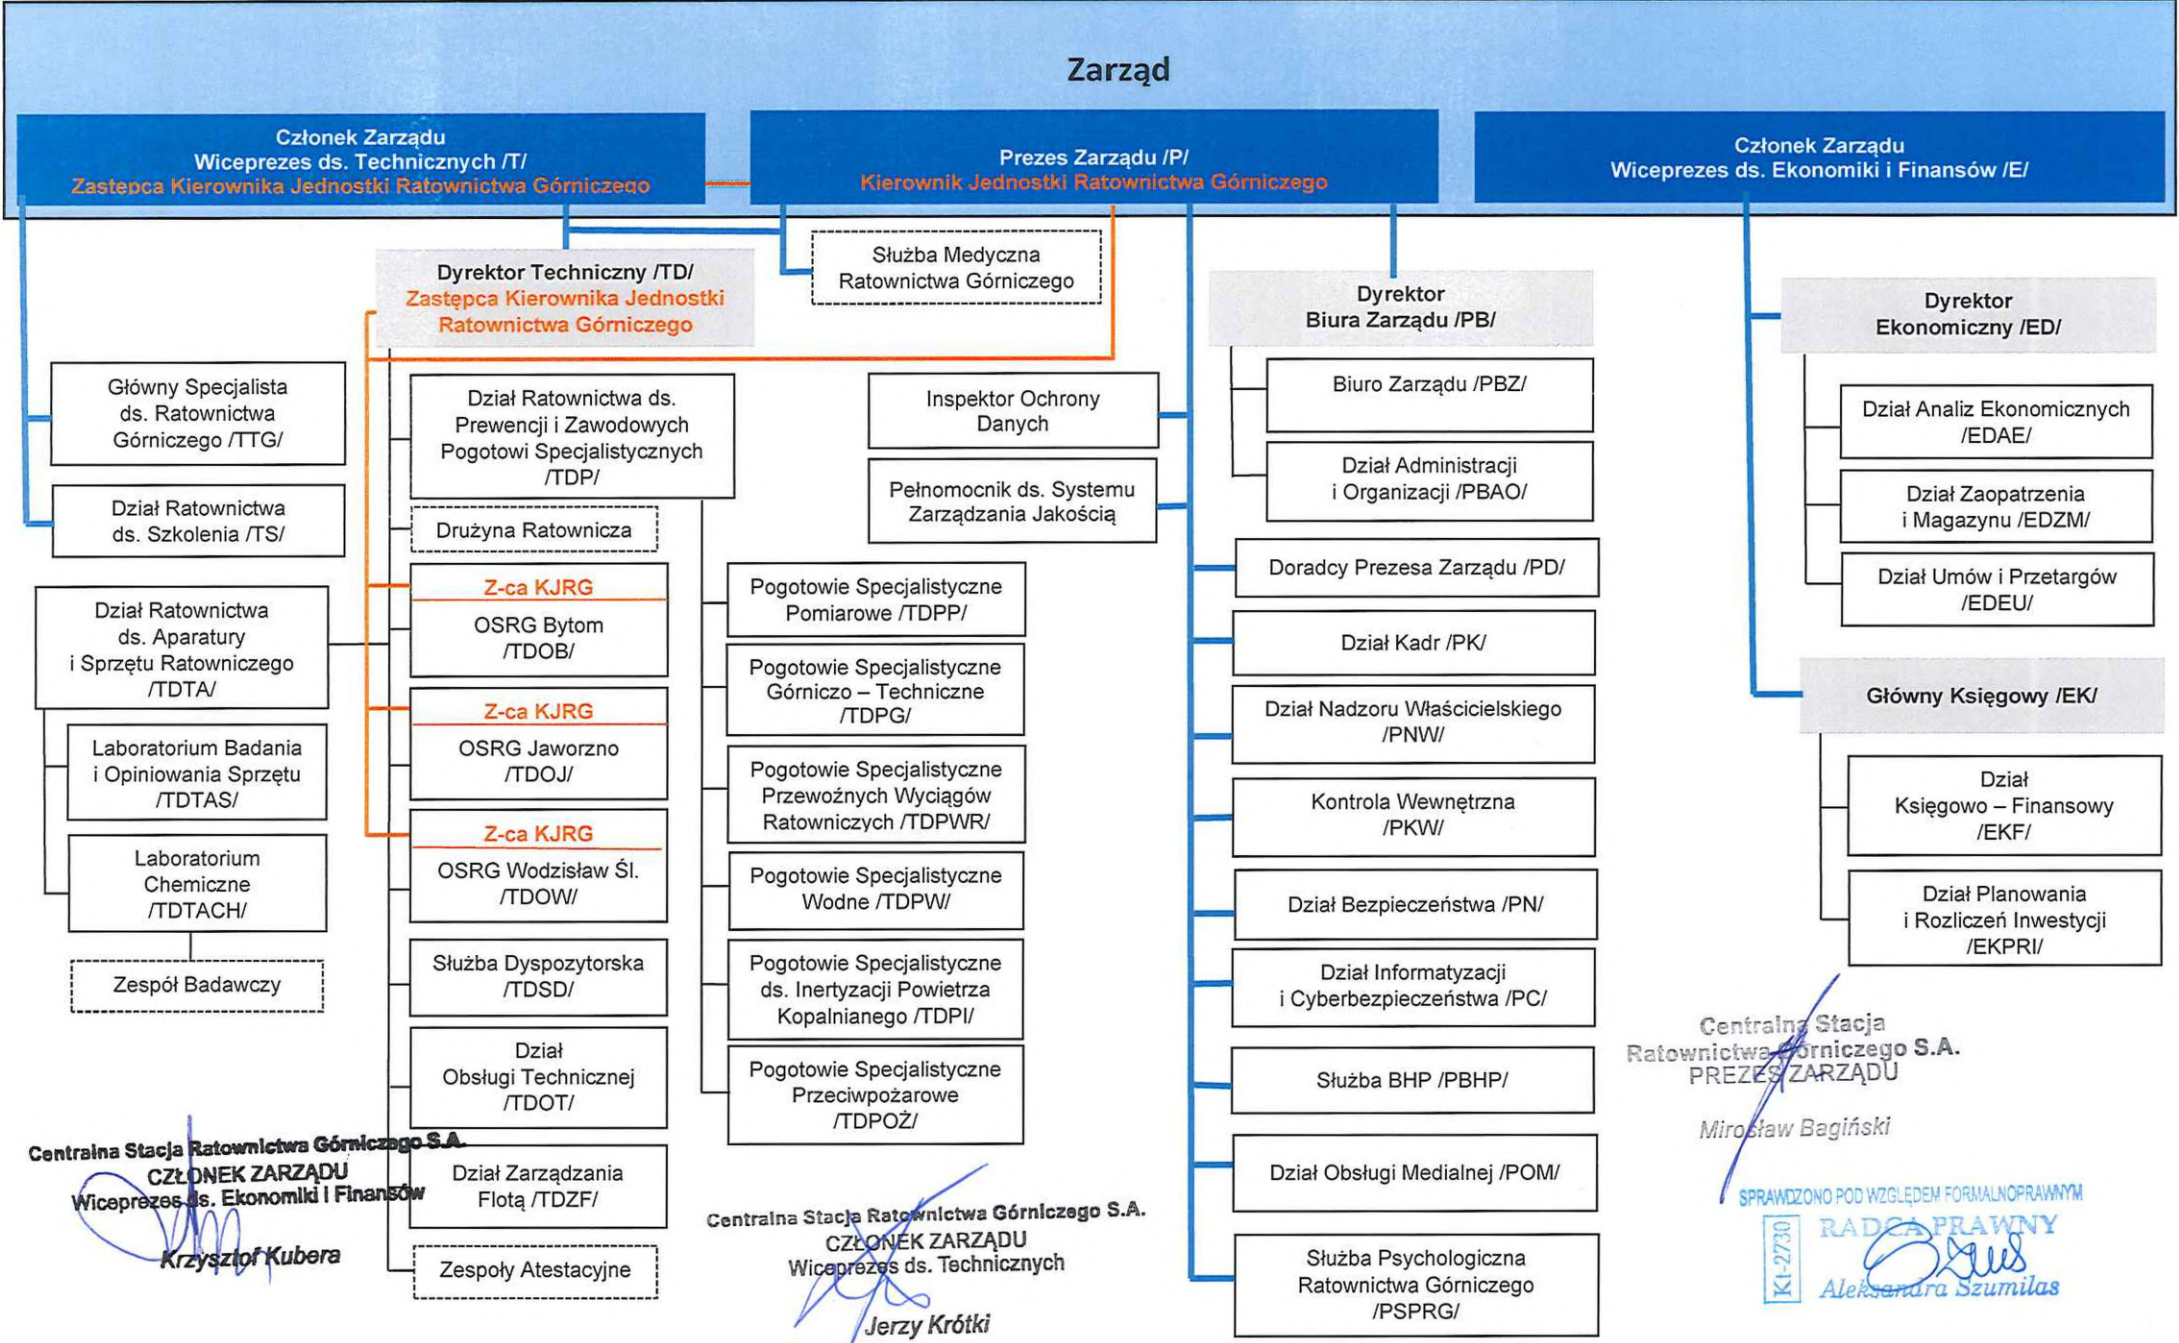 Zarząd
Członek Zarządu
Wiceprezes ds. Technicznych /T/
Zastępca Kierownika Jednostki Ratownictwa Górniczego
Prezes Zarządu /P/
Kierownik Jednostki Ratownictwa Górniczego
Członek Zarządu
Wiceprezes ds. Ekonomiki i Finansów /E/
Dyrektor Techniczny /TD/
Zastępca Kierownika Jednostki
Ratownictwa Górniczego
Służba Medyczna
Ratownictwa Górniczego
Dyrektor
Biura Zarządu /PB/
Dyrektor
Ekonomiczny /ED/
Główny Specjalista
ds. Ratownictwa
Górniczego /TTG/
Dział Ratownictwa
ds. Szkolenia /TS/
Dział Ratownictwa
ds. Aparatury
i Sprzętu Ratowniczego
/TDTA/
Laboratorium Badania
i Opiniowania Sprzętu
/TDTAS/
Laboratorium
Chemiczne
/TDTACH/
Zespół Badawczy
Dział Ratownictwa ds.
Prewencji i Zawodowych
Pogotowi Specjalistycznych
/TDP/
Drużyna Ratownicza
Z-ca KJRG
OSRG Bytom
/TDOB/
Z-ca KJRG
OSRG Jaworzno
/TDOJ/
Z-ca KJRG
OSRG Wodzisław Śl.
/TDOW/
Służba Dyspozytorska
/TDSD/
Dział
Obsługi Technicznej
/TDOT/
Dział Zarządzania
Flotą /TDZF/
Zespoły Atestacyjne
Pogotowie Specjalistyczne
Pomiarowe /TDPP/
Pogotowie Specjalistyczne
Górniczo – Techniczne
/TDPG/
Pogotowie Specjalistyczne
Przewoźnych Wyciągów
Ratowniczych /TDPWR/
Pogotowie Specjalistyczne
Wodne /TDPW/
Pogotowie Specjalistyczne
ds. Inertyzacji Powietrza
Kopalnianego /TDPI/
Pogotowie Specjalistyczne
Przeciwpożarowe
/TDPOŻ/
Inspektor Ochrony
Danych
Pełnomocnik ds. Systemu
Zarządzania Jakością
Biuro Zarządu /PBZ/
Dział Administracji
i Organizacji /PBAO/
Doradcy Prezesa Zarządu /PD/
Dział Kadr /PK/
Dział Nadzoru Właścicielskiego
/PNW/
Kontrola Wewnętrzna
/PKW/
Dział Bezpieczeństwa /PN/
Dział Informatyzacji
i Cyberbezpieczeństwa /PC/
Służba BHP /PBHP/
Dział Obsługi Medialnej /POM/
Służba Psychologiczna
Ratownictwa Górniczego
/PSPRG/
Dział Analiz Ekonomicznych
/EDAE/
Dział Zaopatrzenia
i Magazynu /EDZM/
Dział Umów i Przetargów
/EDEU/
Główny Księgowy /EK/
Dział
Księgowo – Finansowy
/EKF/
Dział Planowania
i Rozliczeń Inwestycji
/EKPRI/
Centralna Stacja Ratownictwa Górniczego S.A.
CZŁONEK ZARZĄDU
Wiceprezes ds. Ekonomiki i Finansów
Krzysztof Kubera
Centralna Stacja Ratownictwa Górniczego S.A.
CZŁONEK ZARZĄDU
Wiceprezes ds. Technicznych
Jerzy Krótki
Centralna Stacja
Ratownictwa Górniczego S.A.
PREZES ZARZĄDU
Mirosław Bagiński
SPRAWDZONO POD WZGLĘDEM FORMALNOPRAWNYM
RADCA PRAWNY
Kt-2730
Aleksandra Szumilas